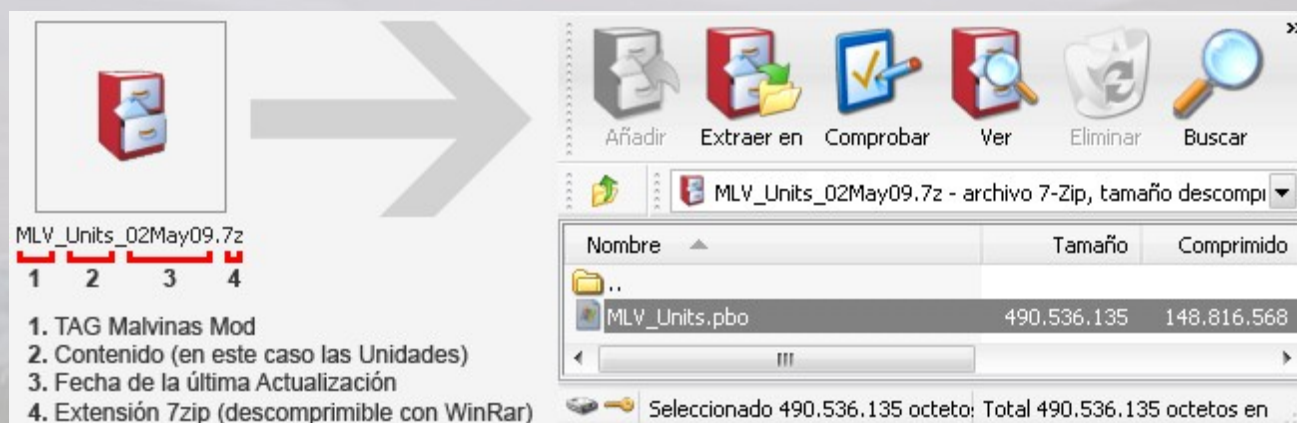 MLV_Units_02May09.7z
1 2 3 4
1. TAG Malvinas Mod
2. Contenido (en este caso las Unidades)
3. Fecha de la última Actualización
4. Extensión 7zip (descomprimible con WinRar)
»
Añadir Extraer en Comprobar Ver Eliminar Buscar
MLV_Units_02May09.7z - archivo 7-Zip, tamaño descompri
Nombre Tamaño Comprimido
..
MLV_Units.pbo 490.536.135 148.816.568
Seleccionado 490.536.135 octeto Total 490.536.135 octetos en